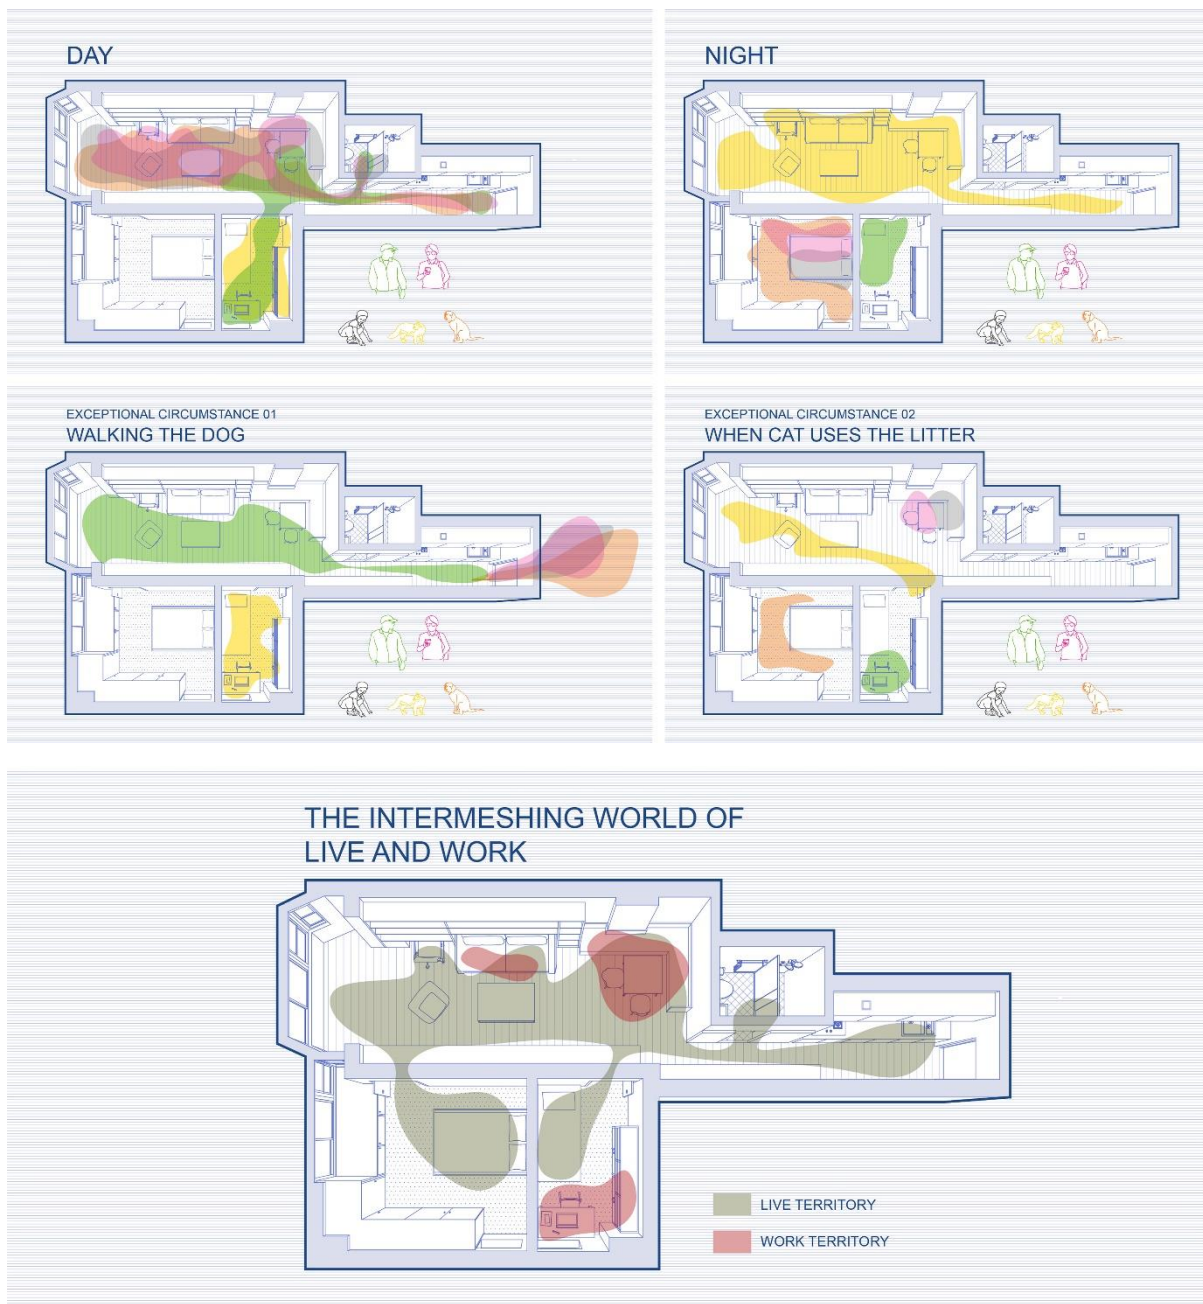 DAY
NIGHT
EXCEPTIONAL CIRCUMSTANCE 01
WALKING THE DOG
EXCEPTIONAL CIRCUMSTANCE 02
WHEN CAT USES THE LITTER
THE INTERMESHING WORLD OF
LIVE AND WORK
LIVE TERRITORY
WORK TERRITORY